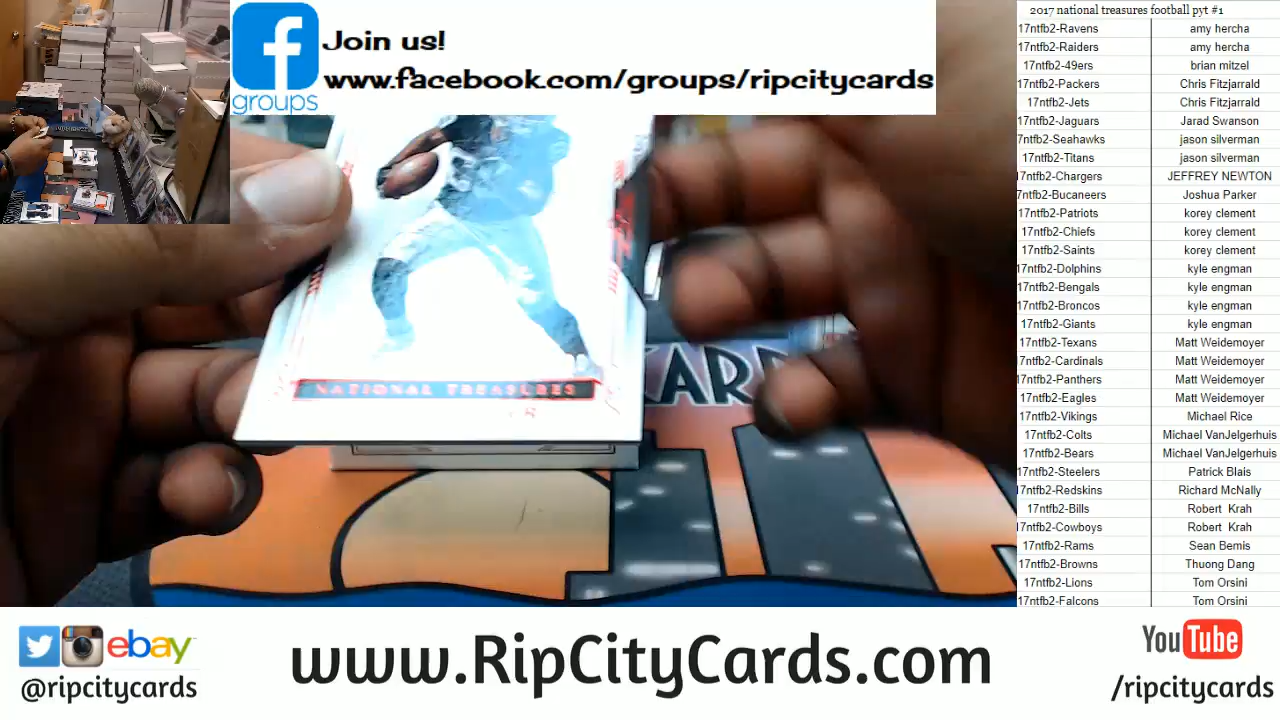 Join us!
www.facebook.com/groups/ripcitycards
groups
2017 national treasures football pyt #1
17ntfb2-Ravens amy hercha
17ntfb2-Raiders amy hercha
17ntfb2-49ers brian mitzel
17ntfb2-Packers Chris Fitzjarrald
17ntfb2-Jets Chris Fitzjarrald
17ntfb2-Jaguars Jarad Swanson
17ntfb2-Seahawks jason silverman
17ntfb2-Titans jason silverman
17ntfb2-Chargers JEFFREY NEWTON
17ntfb2-Bucaneers Joshua Parker
17ntfb2-Patriots korey clement
17ntfb2-Chiefs korey clement
17ntfb2-Saints korey clement
17ntfb2-Dolphins kyle engman
17ntfb2-Bengals kyle engman
17ntfb2-Broncos kyle engman
17ntfb2-Giants kyle engman
17ntfb2-Texans Matt Weidemoyer
17ntfb2-Cardinals Matt Weidemoyer
17ntfb2-Panthers Matt Weidemoyer
17ntfb2-Eagles Matt Weidemoyer
17ntfb2-Vikings Michael Rice
17ntfb2-Colts Michael VanJelgerhuis
17ntfb2-Bears Michael VanJelgerhuis
17ntfb2-Steelers Patrick Blais
17ntfb2-Redskins Richard McNally
17ntfb2-Bills Robert Krah
17ntfb2-Cowboys Robert Krah
17ntfb2-Rams Sean Bemis
17ntfb2-Browns Thuong Dang
17ntfb2-Lions Tom Orsini
17ntfb2-Falcons Tom Orsini
NATIONAL TREASURES
ebay
@ripcitycards
www.RipCityCards.com
YouTube
/ripcitycards